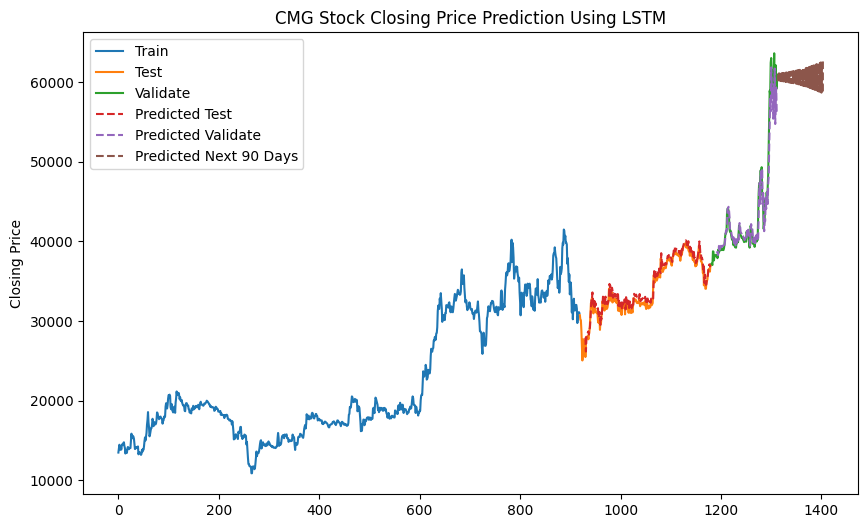 CMG Stock Closing Price Prediction Using LSTM
Train
Test
Validate
Predicted Test
Predicted Validate
Predicted Next 90 Days
Closing Price
60000
50000
40000
30000
20000
10000
0 200 400 600 800 1000 1200 1400